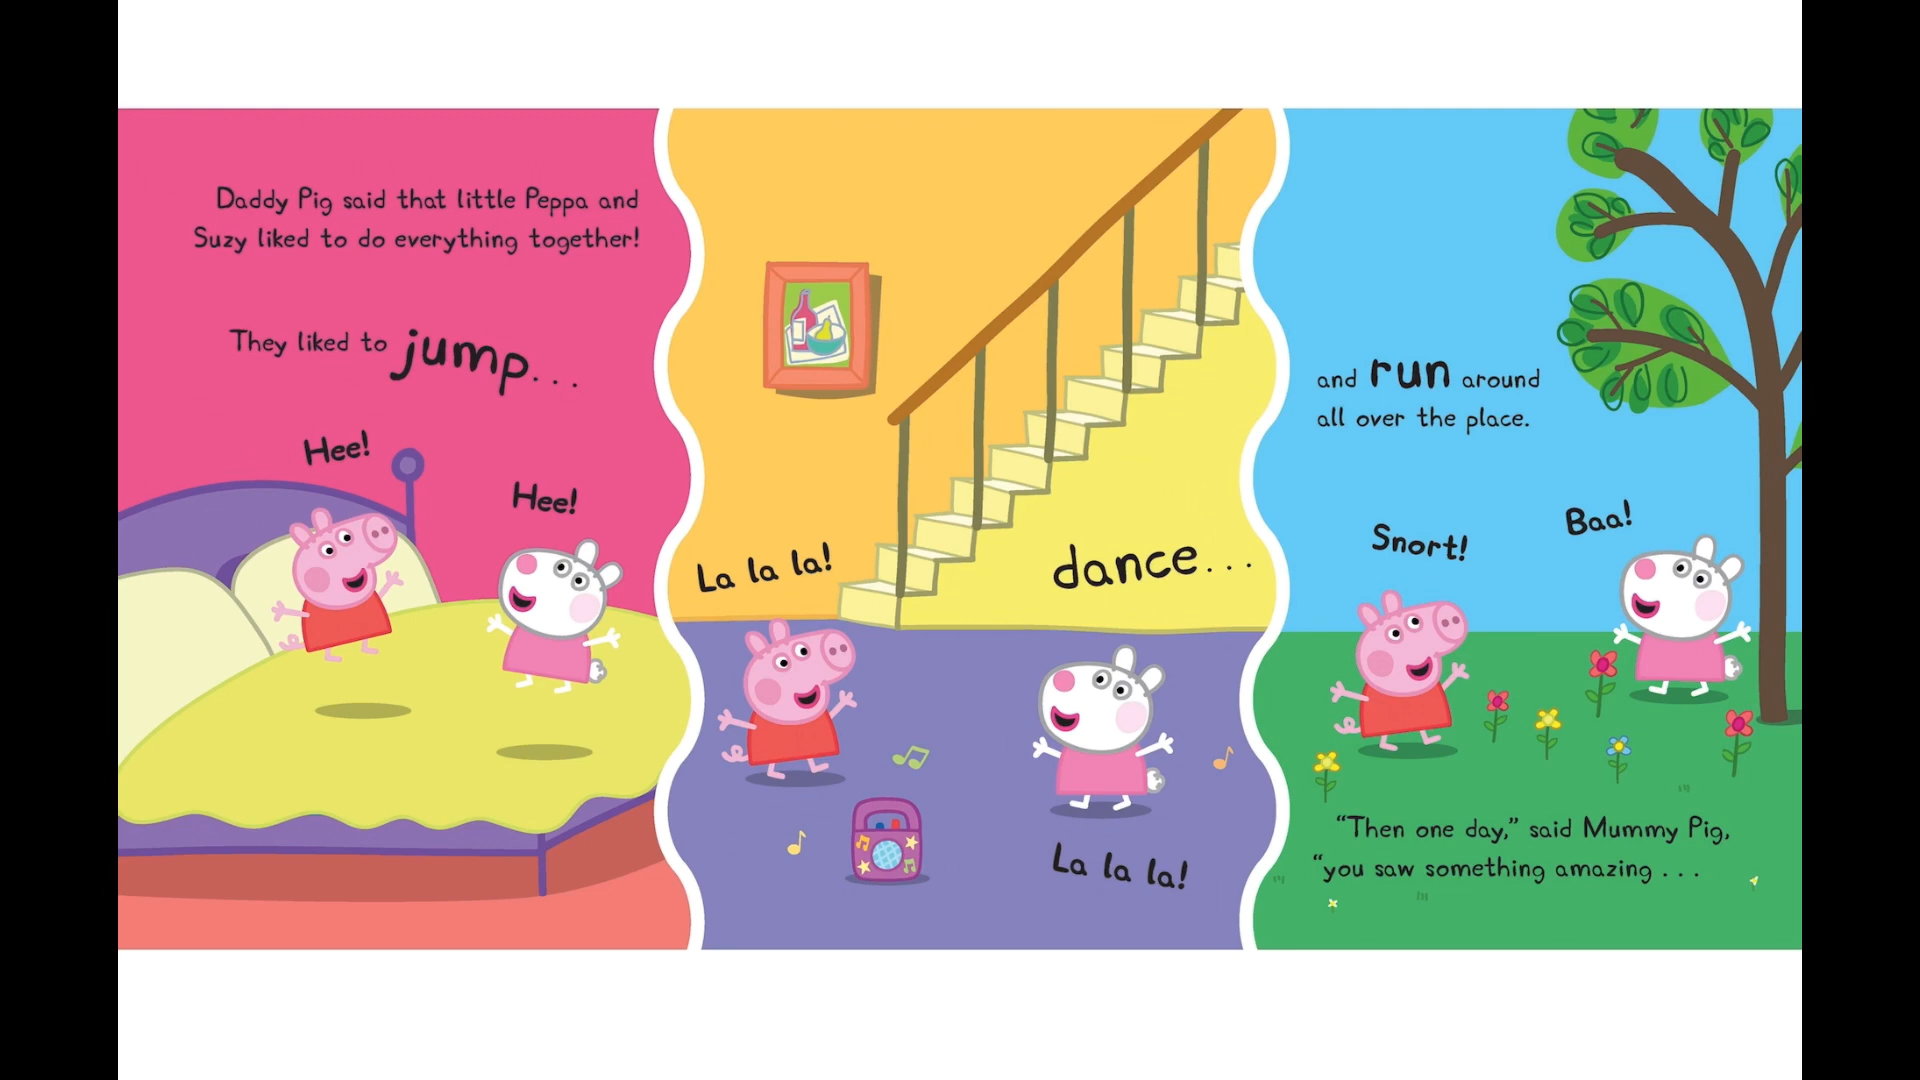 Daddy Pig said that little Peppa and
Suzy liked to do everything together!
They liked to jump...
Hee!
Hee!
La la la!
dance...
La la la!
and run around
all over the place.
Snort!
Baa!
“Then one day,” said Mummy Pig,
“you saw something amazing . . .